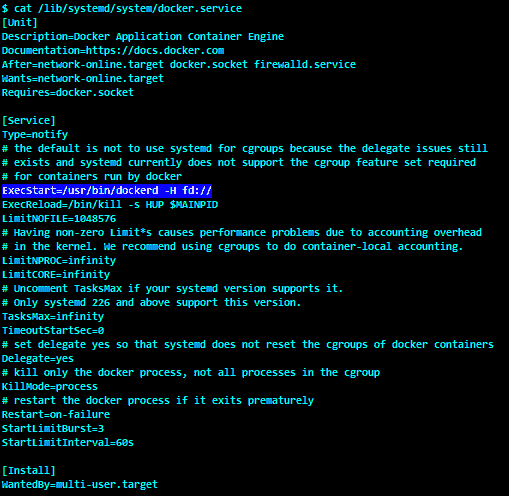 $ cat /lib/systemd/system/docker.service
[Unit]
Description=Docker Application Container Engine
Documentation=https://docs.docker.com
After=network-online.target docker.socket firewalld.service
Wants=network-online.target
Requires=docker.socket

[Service]
Type=notify
# the default is not to use systemd for cgroups because the delegate issues still
# exists and systemd currently does not support the cgroup feature set required
# for containers run by docker
ExecStart=/usr/bin/dockerd -H fd://
ExecReload=/bin/kill -s HUP $MAINPID
LimitNOFILE=1048576
# Having non-zero Limit*s causes performance problems due to accounting overhead
# in the kernel. We recommend using cgroups to do container-local accounting.
LimitNPROC=infinity
LimitCORE=infinity
# Uncomment TasksMax if your systemd version supports it.
# Only systemd 226 and above support this version.
TasksMax=infinity
TimeoutStartSec=0
# set delegate yes so that systemd does not reset the cgroups of docker containers
Delegate=yes
# kill only the docker process, not all processes in the cgroup
KillMode=process
# restart the docker process if it exits prematurely
Restart=on-failure
StartLimitBurst=3
StartLimitInterval=60s

[Install]
WantedBy=multi-user.target